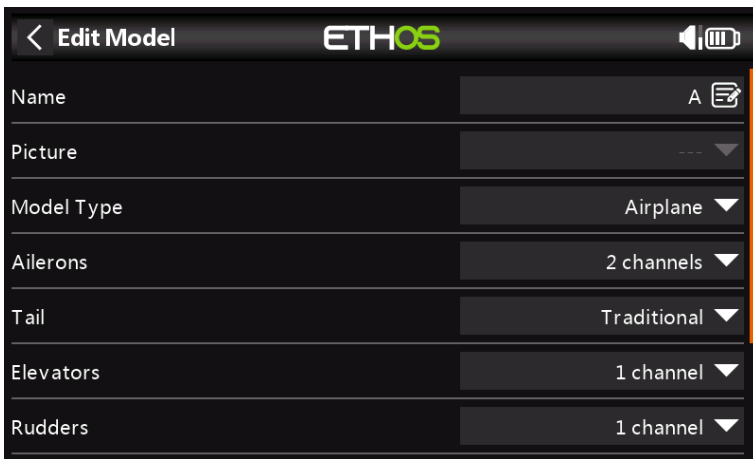 Edit Model
ETHOS
Name A
Picture ---
Model Type Airplane
Ailerons 2 channels
Tail Traditional
Elevators 1 channel
Rudders 1 channel